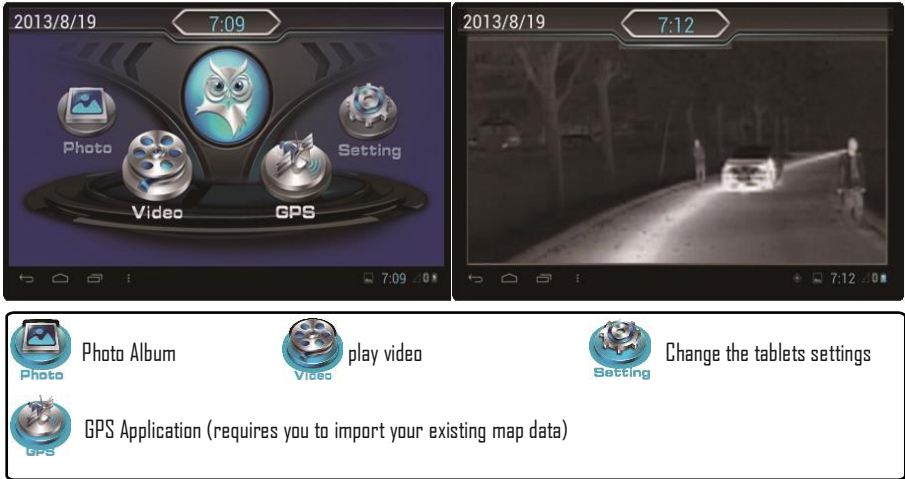 2013/8/19
7:09
Photo
Setting
Video
GPS
7:09
2013/8/19
7:12
7:12
Photo
Photo Album
Video
play video
Setting
Change the tablets settings
GPS
GPS Application (requires you to import your existing map data)